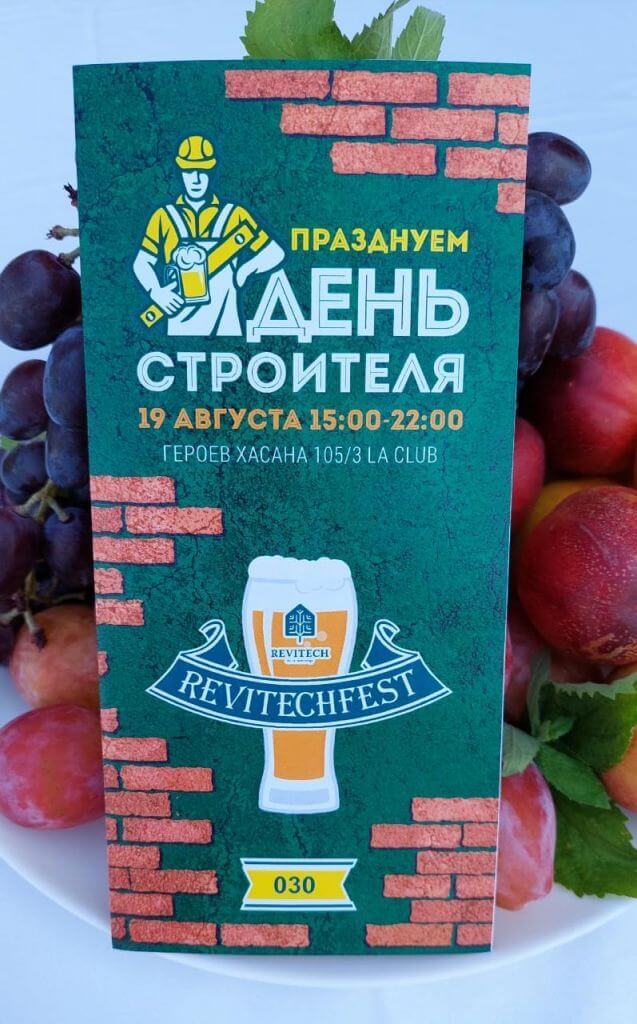 ПРАЗДНУЕМ
ДЕНЬ
СТРОИТЕЛЯ
19 АВГУСТА 15:00-22:00
ГЕРОЕВ ХАСАНА 105/3 LA CLUB
REVITECH
REVITECHFEST
030